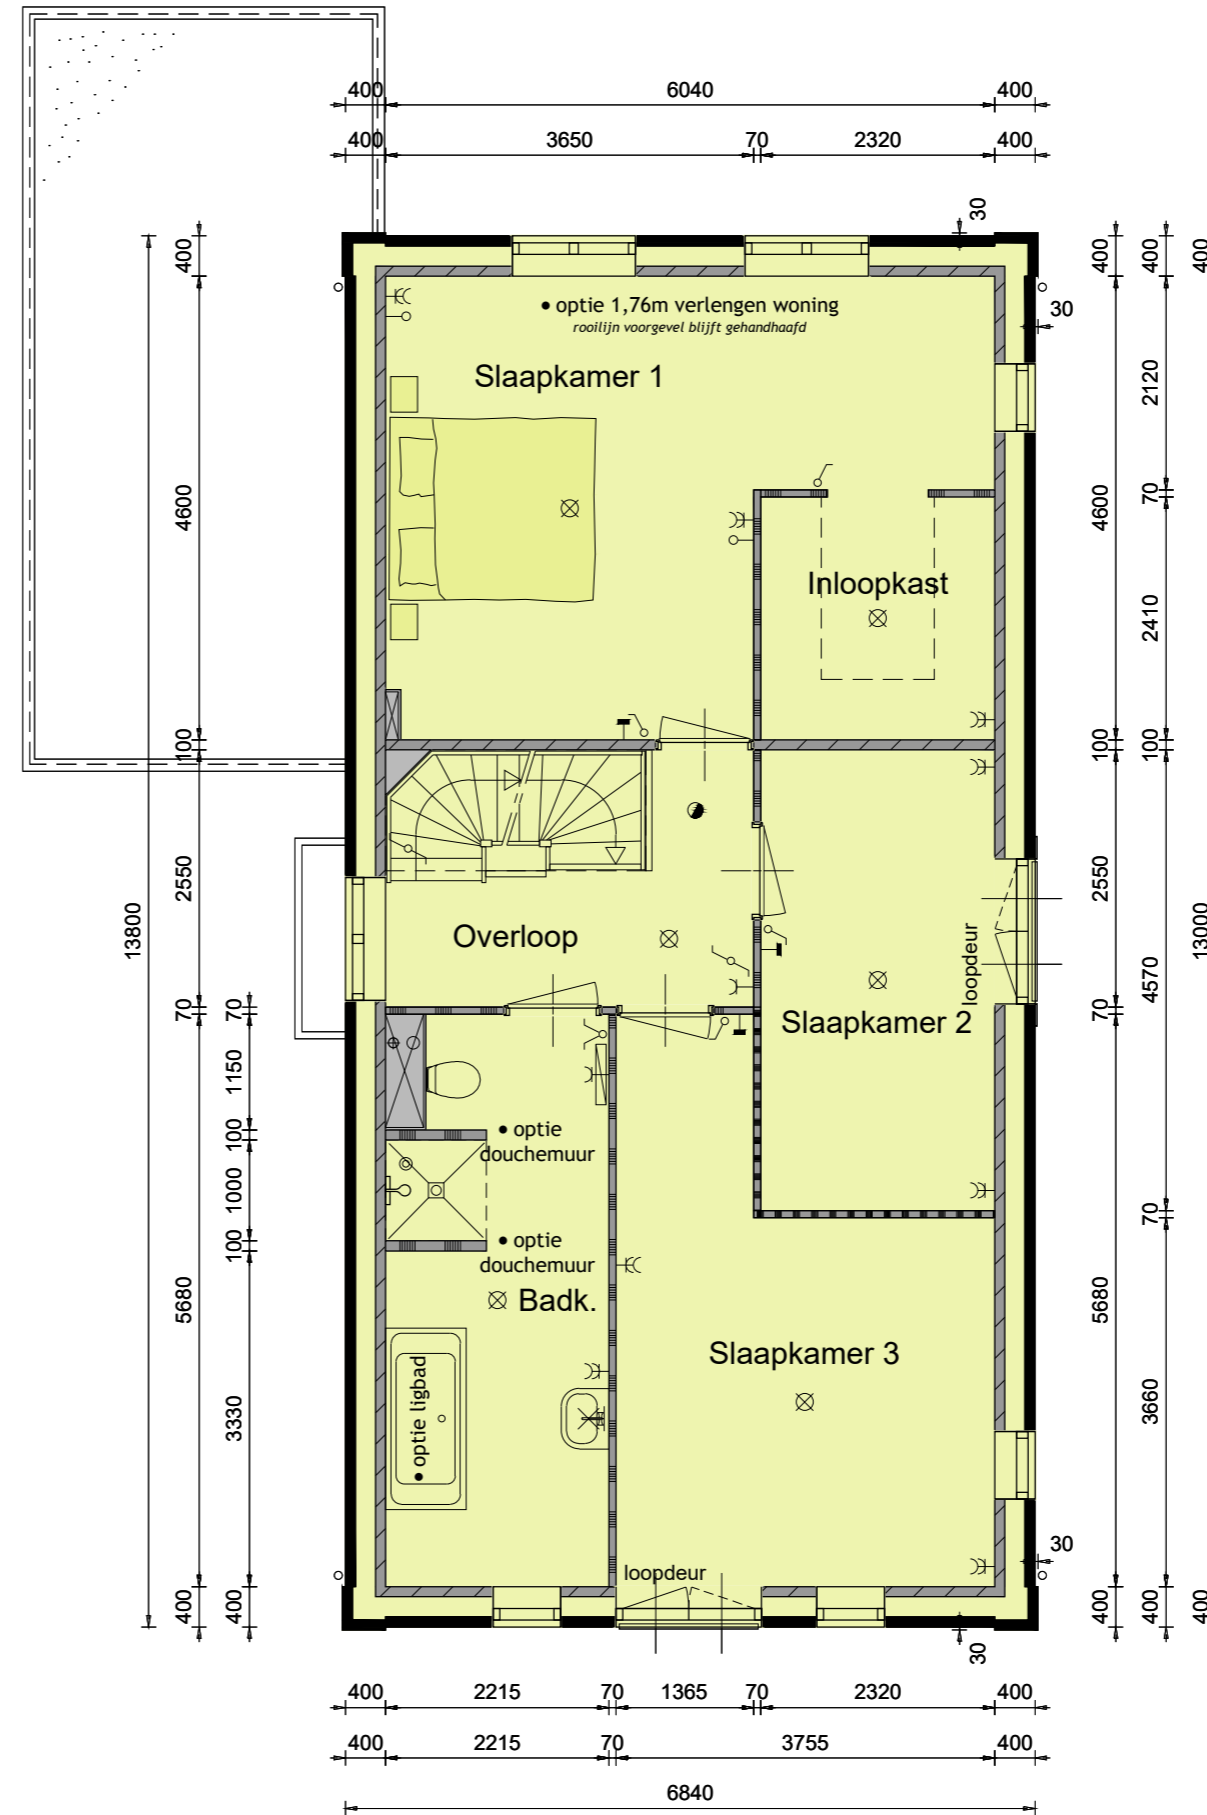 400 6040 400
400 3650 70 2320 400
30
400 400 400 400
• optie 1,76m verlengen woning
rooilijn voorgevel blijft gehandhaafd
30
Slaapkamer 1
2120
4600 4600
70
Inloopkast
2410
100 100 100
2550 2550
13800 13000
Overloop
loopdeur
4570
Slaapkamer 2
70 70 70
1150
• optie
douchemuur
100
1000
70
100
• optie
douchemuur
Badk.
5680 5680
Slaapkamer 3
3330 3660
• optie ligbad
30
loopdeur
400 400 400 400 400
30
400 2215 70 1365 70 2320 400
400 2215 70 3755 400
6840